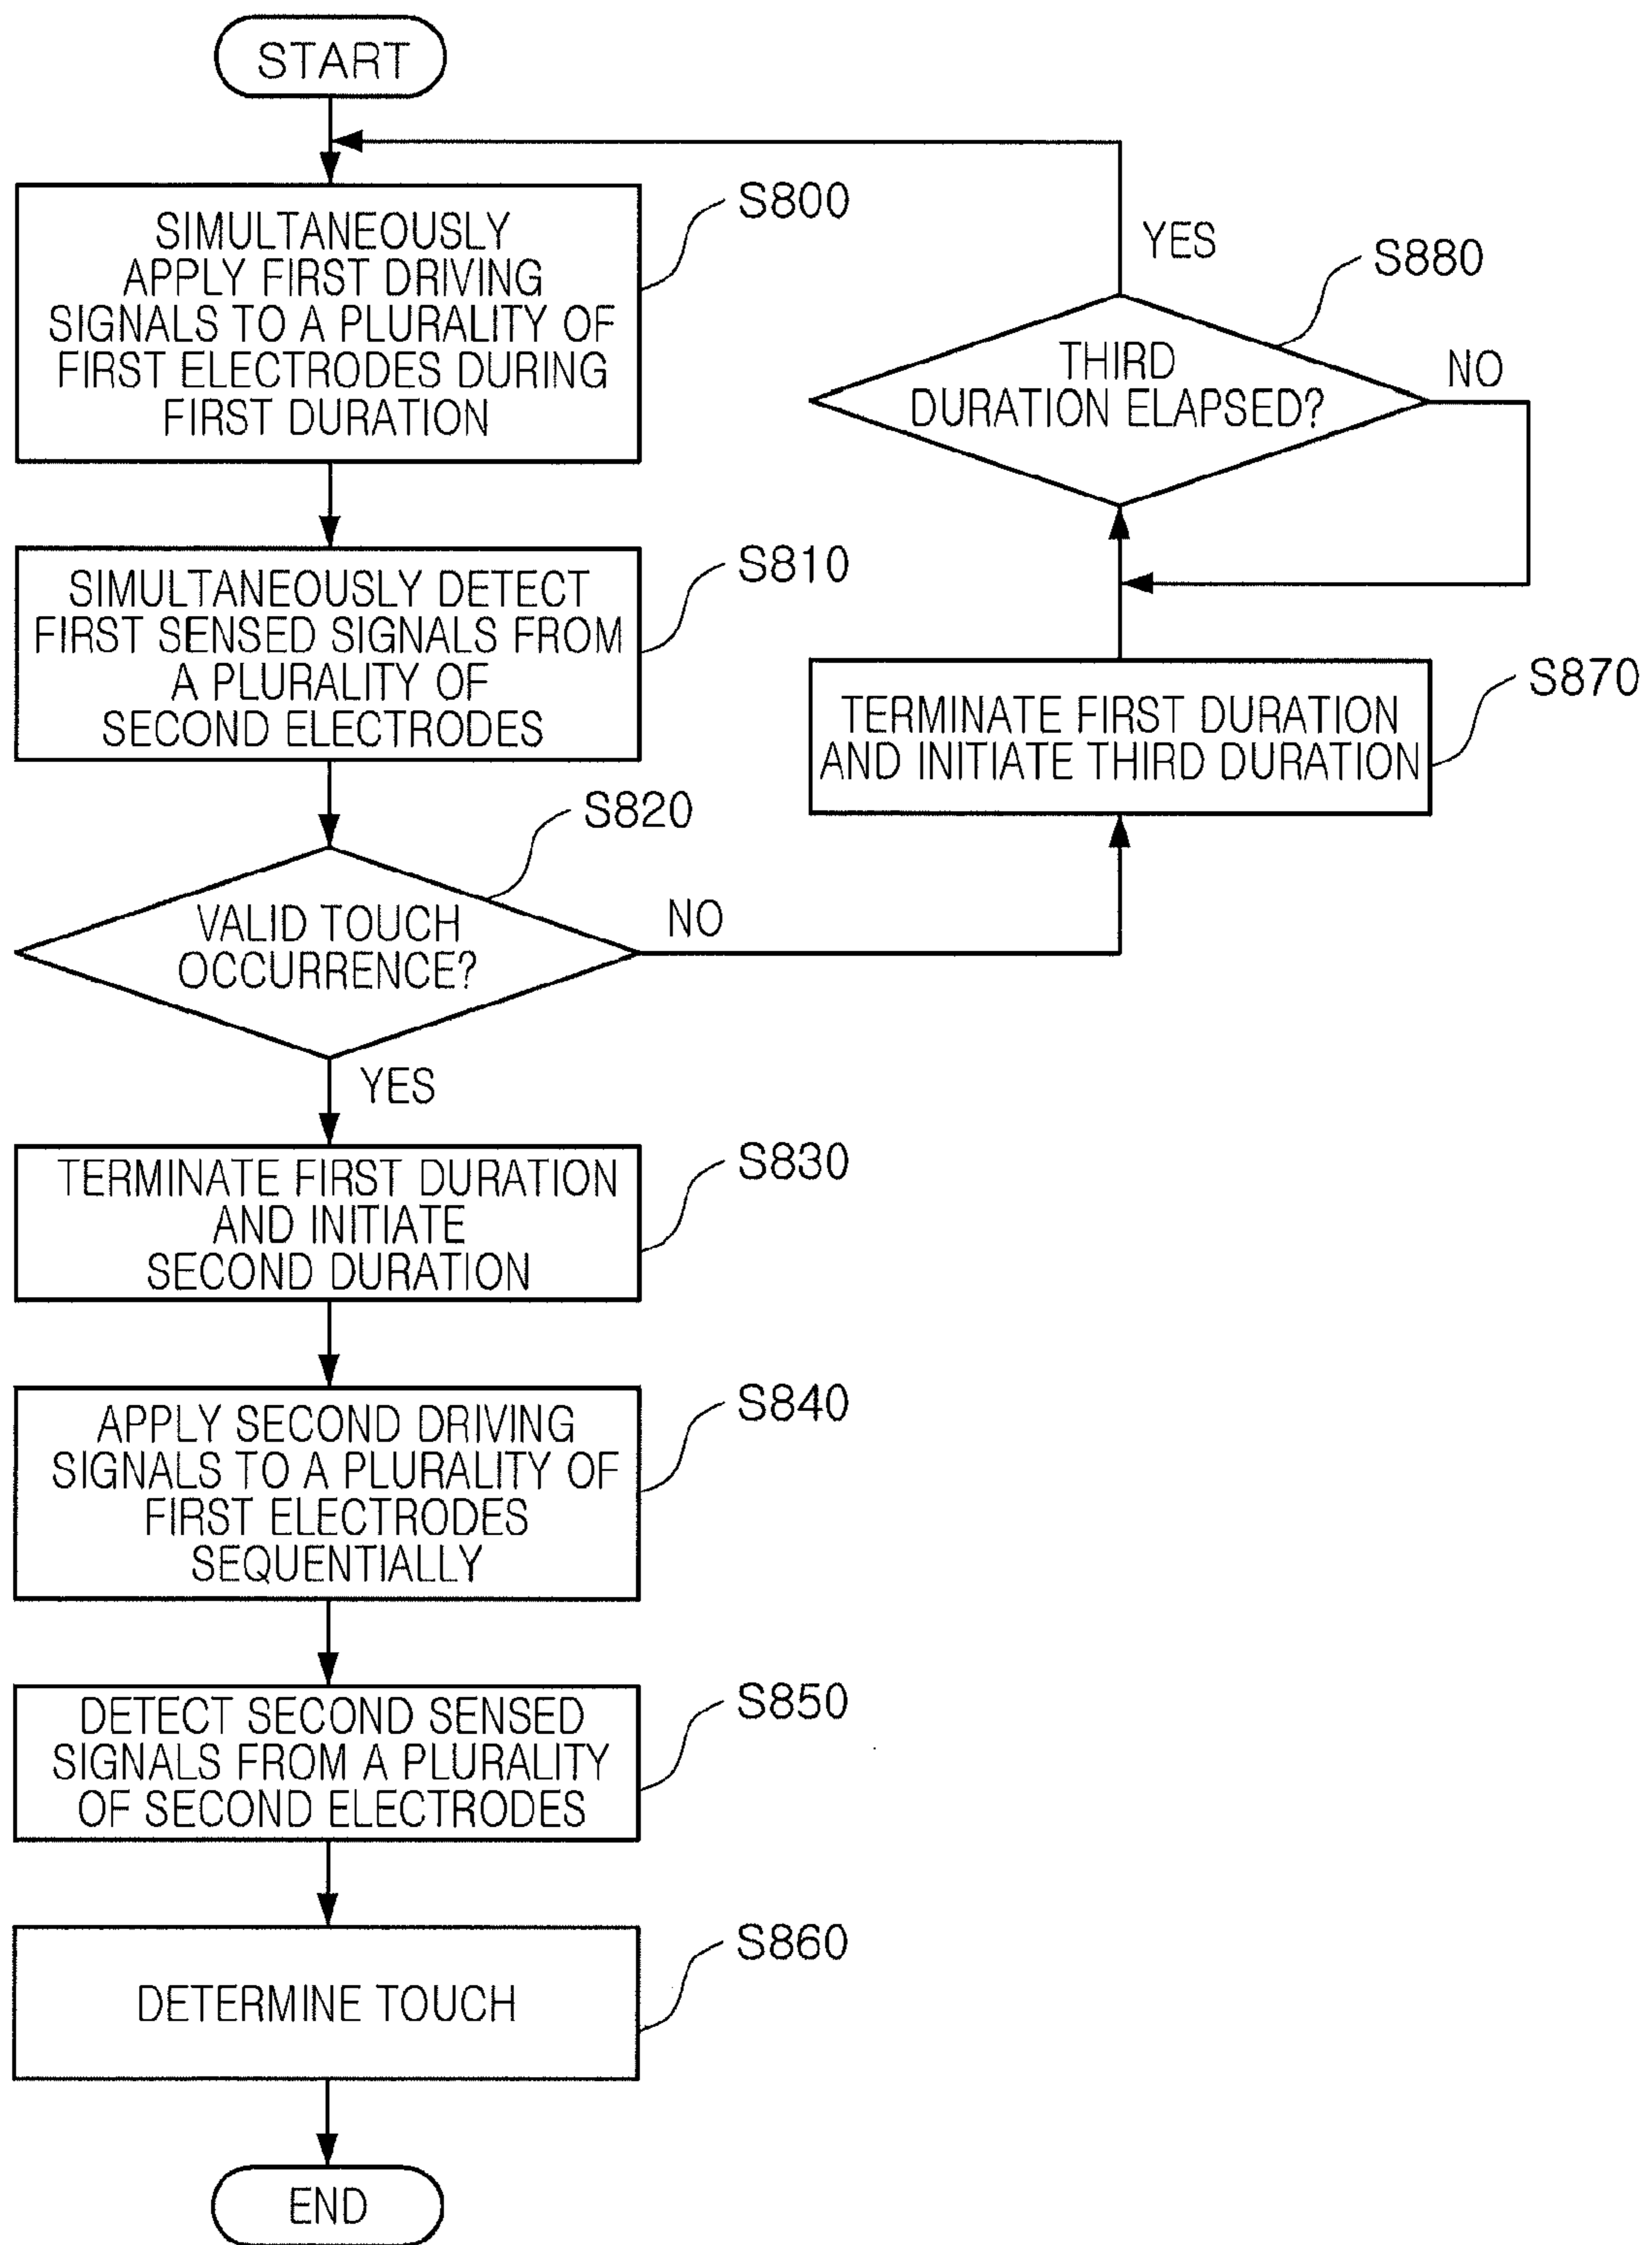 START
SIMULTANEOUSLY
APPLY FIRST DRIVING
SIGNALS TO A PLURALITY OF
FIRST ELECTRODES DURING
FIRST DURATION
S800
SIMULTANEOUSLY DETECT
FIRST SENSED SIGNALS FROM
A PLURALITY OF
SECOND ELECTRODES
S810
VALID TOUCH
OCCURRENCE?
S820
NO
YES
TERMINATE FIRST DURATION
AND INITIATE
SECOND DURATION
S830
APPLY SECOND DRIVING
SIGNALS TO A PLURALITY OF
FIRST ELECTRODES
SEQUENTIALLY
S840
DETECT SECOND SENSED
SIGNALS FROM A PLURALITY
OF SECOND ELECTRODES
S850
DETERMINE TOUCH
S860
END
TERMINATE FIRST DURATION
AND INITIATE THIRD DURATION
S870
THIRD
DURATION ELAPSED?
S880
YES
NO